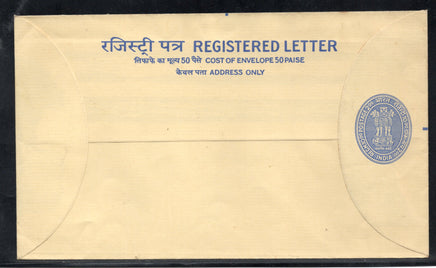 रजिस्ट्री पत्र REGISTERED LETTER
लिफाफे का मूल्य 50 पैसे COST OF ENVELOPE 50 PAISE
केवल पता ADDRESS ONLY
INDIA